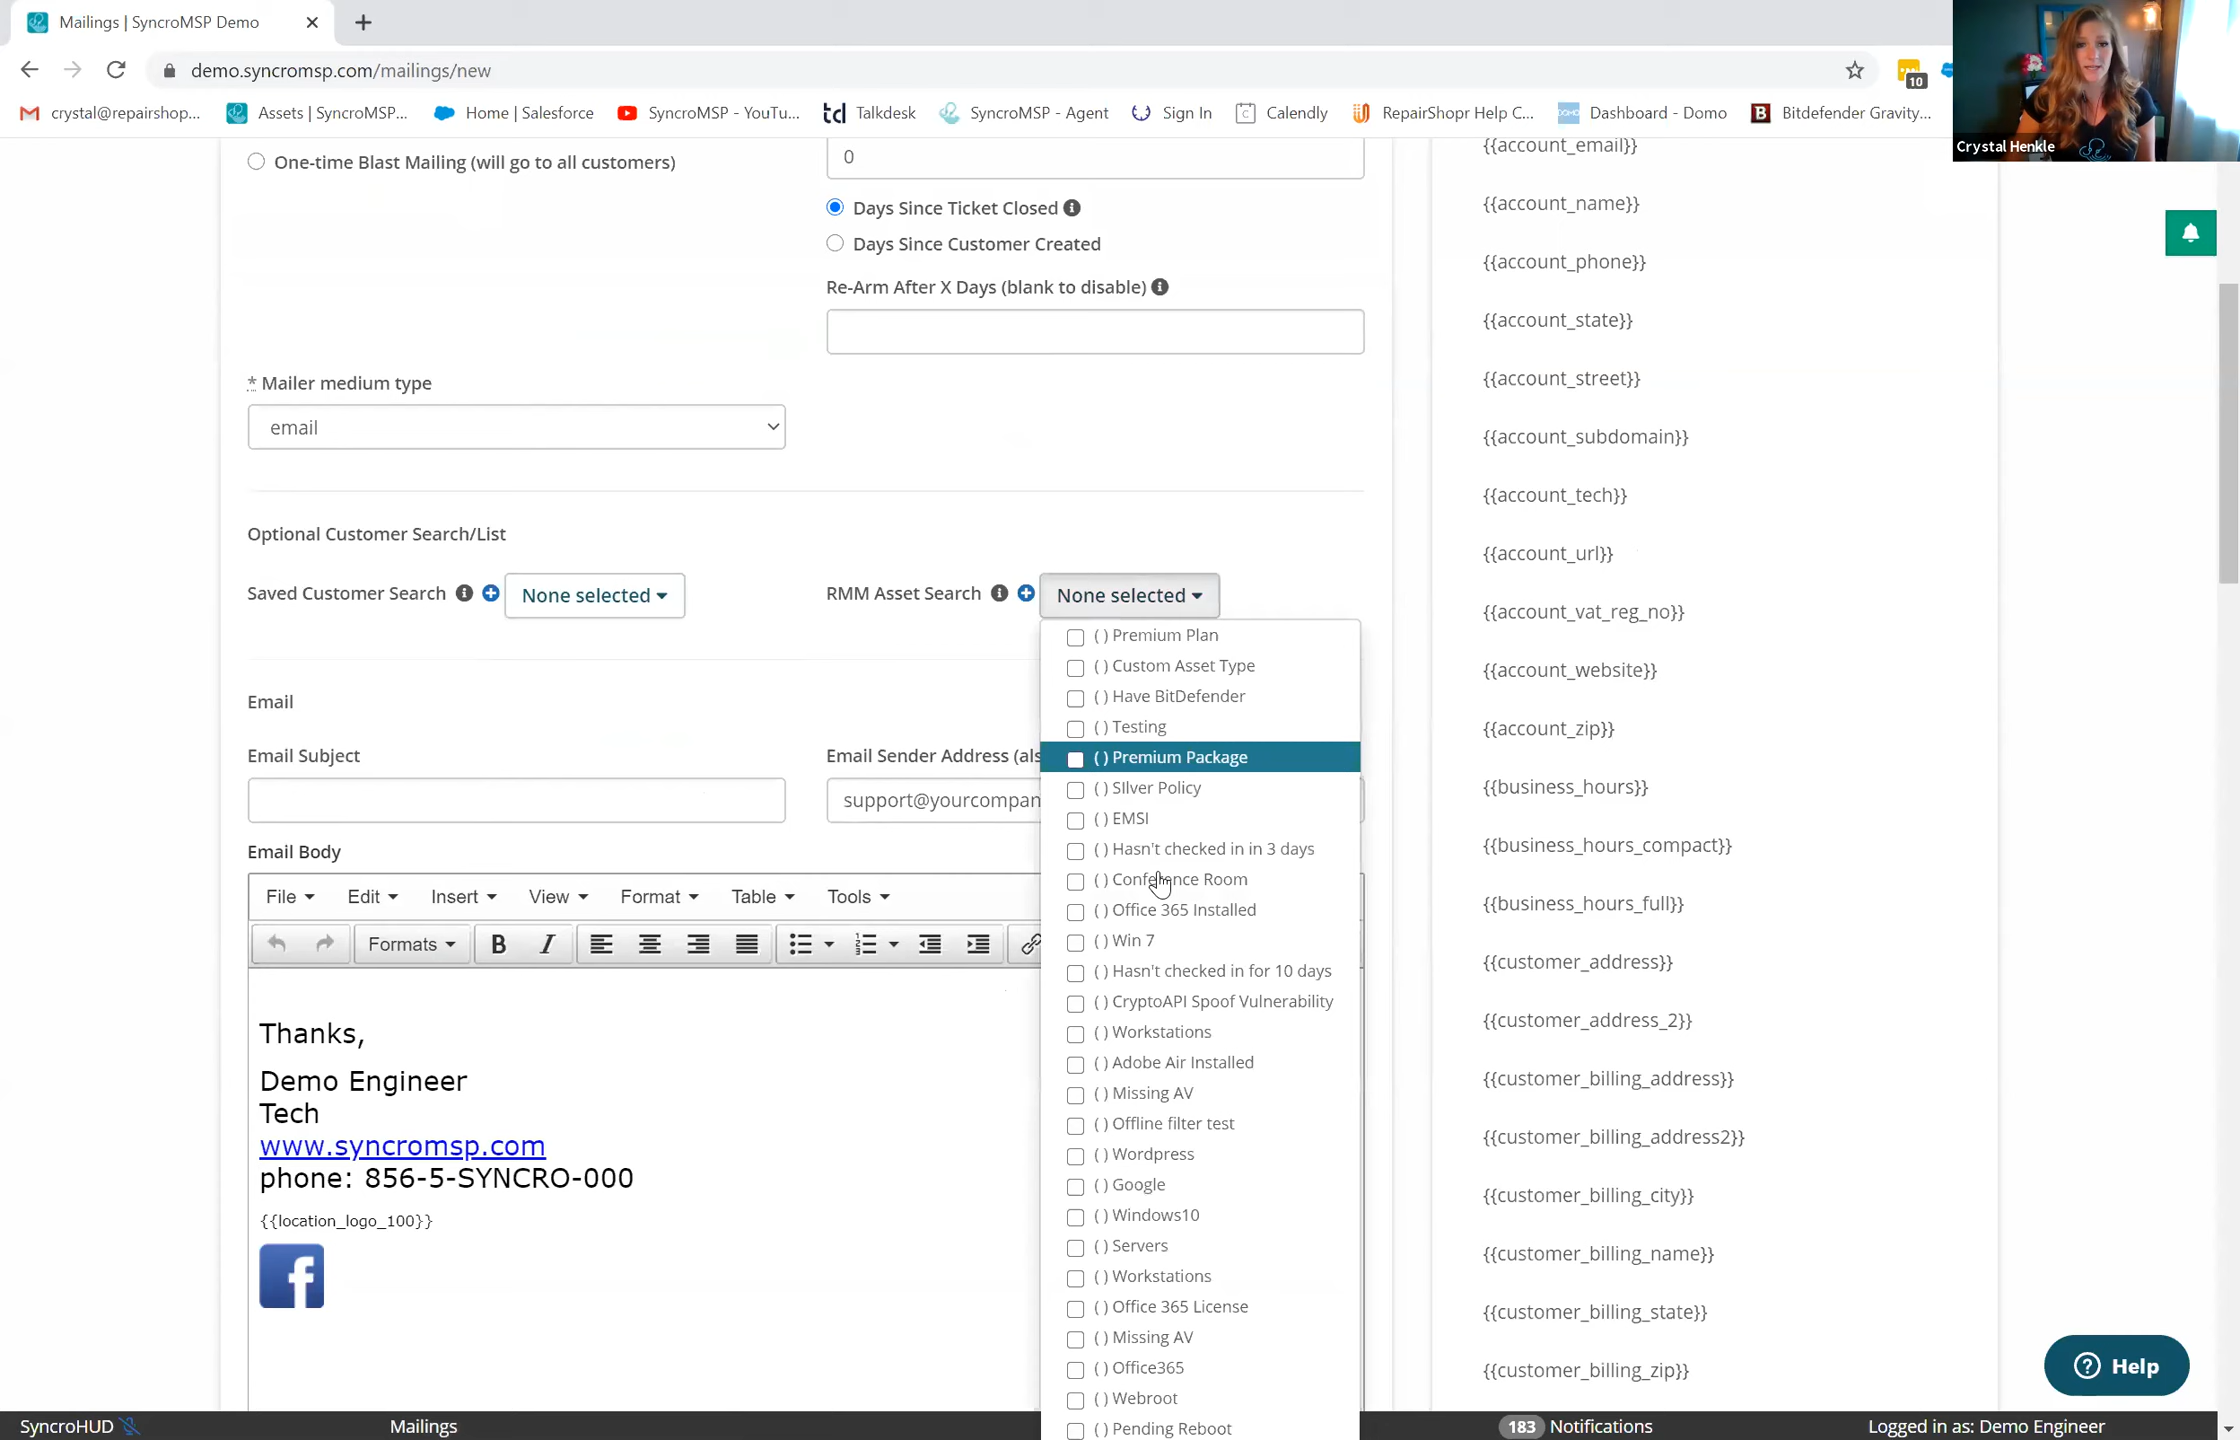 Mailings | SyncroMSP Demo
demo.syncromsp.com/mailings/new
10
crystal@repairshop...
Assets | SyncroMSP...
Home | Salesforce
SyncroMSP - YouTu...
td Talkdesk
SyncroMSP - Agent
Sign In
C Calendly
RepairShopr Help C...
DOMO Dashboard - Domo
B Bitdefender Gravity...
Crystal Henkle
One-time Blast Mailing (will go to all customers)
0
Days Since Ticket Closed
Days Since Customer Created
Re-Arm After X Days (blank to disable)
* Mailer medium type
email
Optional Customer Search/List
Saved Customer Search
None selected
RMM Asset Search
None selected
( ) Premium Plan
( ) Custom Asset Type
( ) Have BitDefender
( ) Testing
( ) Premium Package
( ) SIlver Policy
( ) EMSI
( ) Hasn't checked in in 3 days
( ) Conference Room
( ) Office 365 Installed
( ) Win 7
( ) Hasn't checked in for 10 days
( ) CryptoAPI Spoof Vulnerability
( ) Workstations
( ) Adobe Air Installed
( ) Missing AV
( ) Offline filter test
( ) Wordpress
( ) Google
( ) Windows10
( ) Servers
( ) Workstations
( ) Office 365 License
( ) Missing AV
( ) Office365
( ) Webroot
( ) Pending Reboot
Email
Email Subject
Email Sender Address (als
support@yourcompan
Email Body
File Edit Insert View Format Table Tools
Formats B I
Thanks,
Demo Engineer
Tech
www.syncromsp.com
phone: 856-5-SYNCRO-000
{{location_logo_100}}
f
{{account_email}}
{{account_name}}
{{account_phone}}
{{account_state}}
{{account_street}}
{{account_subdomain}}
{{account_tech}}
{{account_url}}
{{account_vat_reg_no}}
{{account_website}}
{{account_zip}}
{{business_hours}}
{{business_hours_compact}}
{{business_hours_full}}
{{customer_address}}
{{customer_address_2}}
{{customer_billing_address}}
{{customer_billing_address2}}
{{customer_billing_city}}
{{customer_billing_name}}
{{customer_billing_state}}
{{customer_billing_zip}}
Help
SyncroHUD
Mailings
183 Notifications
Logged in as: Demo Engineer